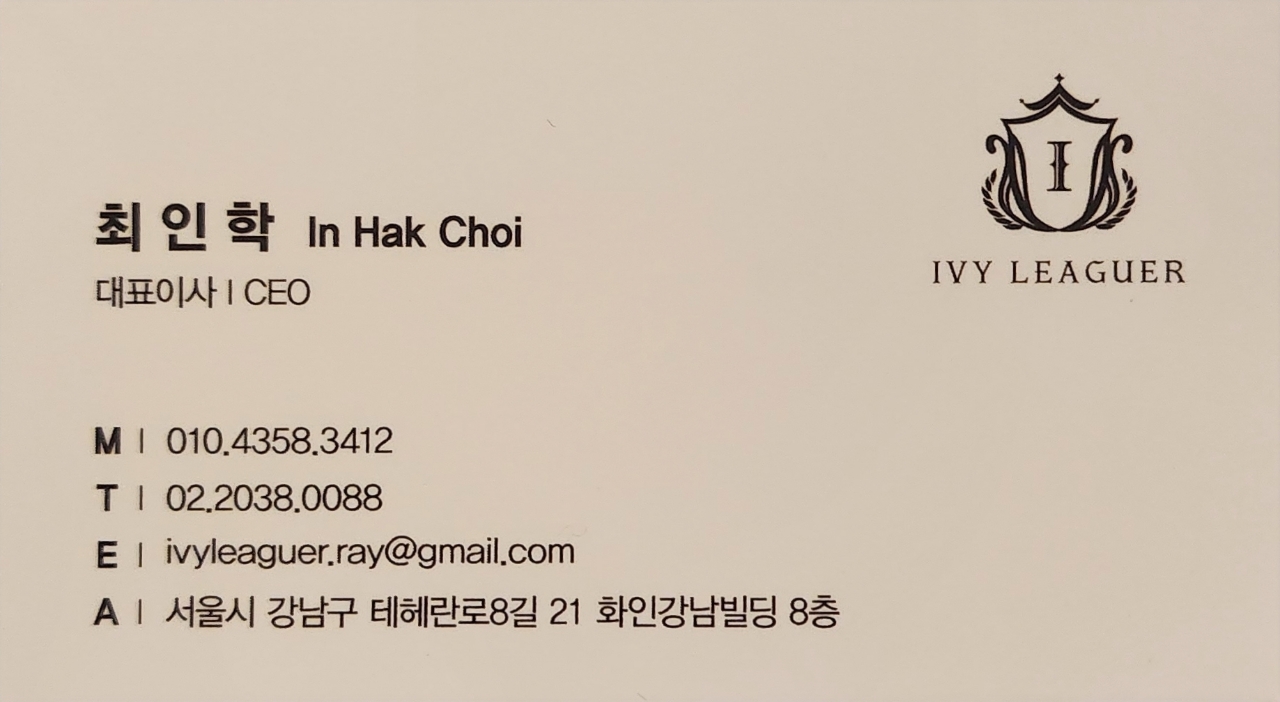 I
IVY LEAGUER
최인학 In Hak Choi
대표이사 | CEO
M | 010.4358.3412
T | 02.2038.0088
E | ivyleaguer.ray@gmail.com
A | 서울시 강남구 테헤란로8길 21 화인강남빌딩 8층